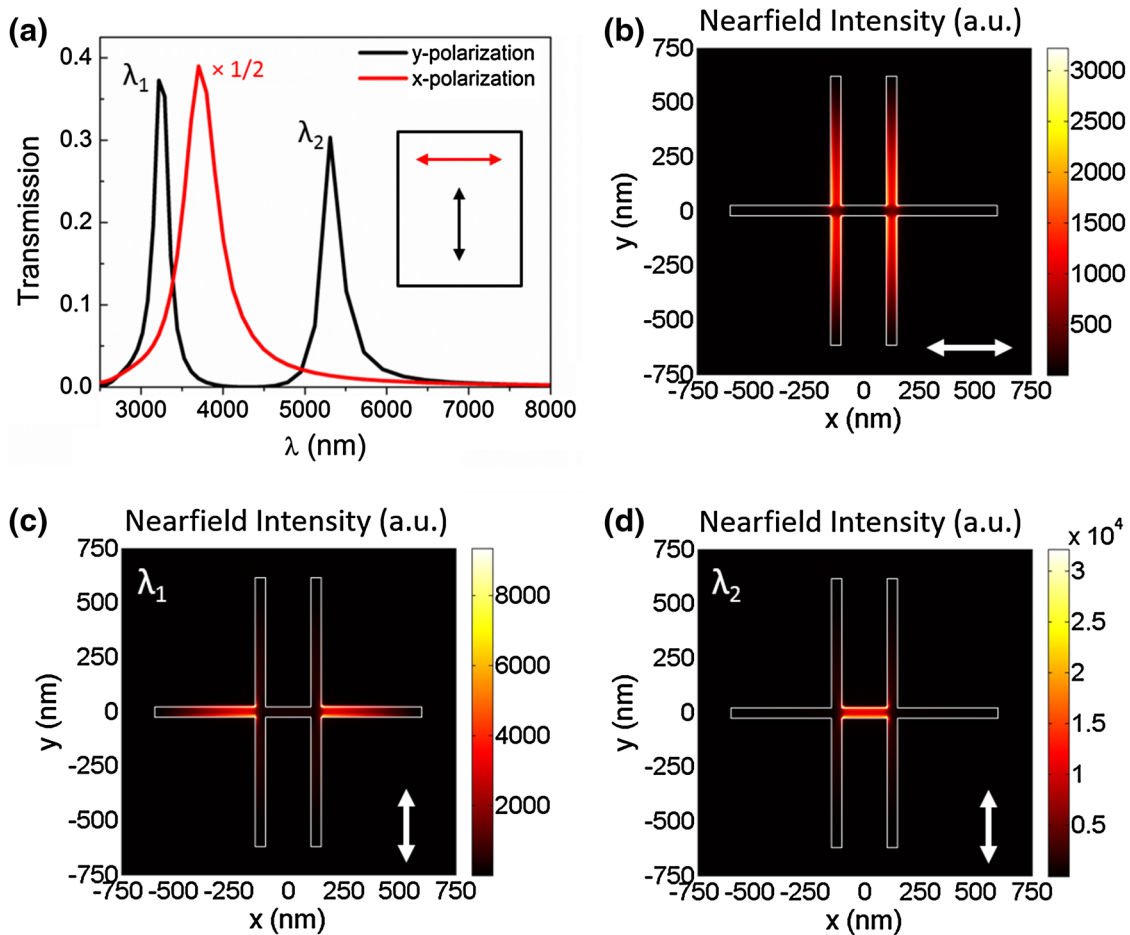 (a)
0.4
0.3
0.2
0.1
0.0
Transmission
3000 4000 5000 6000 7000 8000
λ (nm)
y-polarization
x-polarization
λ1
× 1/2
λ2
(b)
Nearfield Intensity (a.u.)
750
500
250
0
-250
-500
-750
y (nm)
-750 -500 -250 0 250 500 750
x (nm)
3000
2500
2000
1500
1000
500
(c)
Nearfield Intensity (a.u.)
λ1
750
500
250
0
-250
-500
-750
y (nm)
-750 -500 -250 0 250 500 750
x (nm)
8000
6000
4000
2000
(d)
Nearfield Intensity (a.u.)
x 10⁴
λ2
750
500
250
0
-250
-500
-750
y (nm)
-750 -500 -250 0 250 500 750
x (nm)
3
2.5
2
1.5
1
0.5